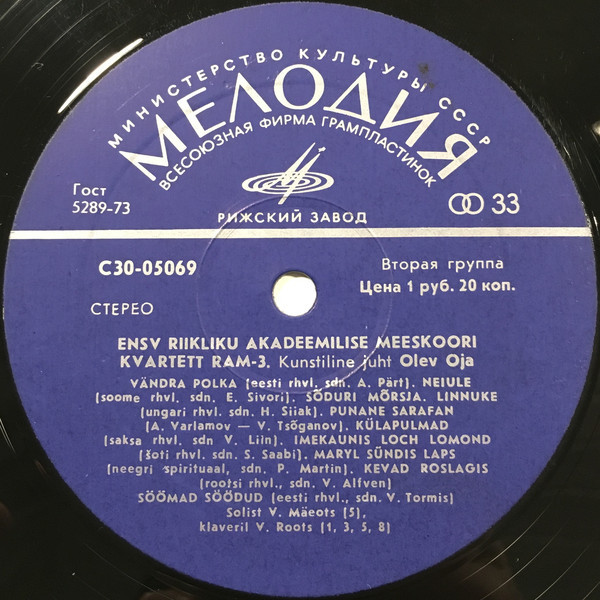 МИНИСТЕРСТВО КУЛЬТУРЫ СССР
МЕЛОДИЯ
ВСЕСОЮЗНАЯ ФИРМА ГРАМПЛАСТИНОК
Гост
5289-73
33
РИЖСКИЙ ЗАВОД
С30-05069
Вторая группа
Цена 1 руб. 20 коп.
СТЕРЕО
ENSV RIIKLIKU AKADEEMILISE MEESKOORI
KVARTETT RAM-3. Kunstiline juht Olev Oja
VÄNDRA POLKA (eesti rhvl. sdn. A. Pärt). NEIULE
(soome rhvl. sdn. E. Sivori). SÕDURI MÕRSJA. LINNUKE
(ungari rhvl. sdn. H. Siiak). PUNANE SARAFAN
(A. Varlamov — V. Tsõganov). KÜLAPULMAD
(saksa rhvl. sdn V. Liin). IMEKAUNIS LOCH LOMOND
(šoti rhvl. sdn. S. Saabi). MARYL SÜNDIS LAPS
(neegri spirituaal, sdn. P. Martin). KEVAD ROSLAGIS
(rootsi rhvl., sdn. V. Alfven)
SÖÖMAD SÖÖDUD (eesti rhvl., sdn. V. Tormis)
Solist V. Mäeots (5),
klaveril V. Roots (1, 3, 5, 8)